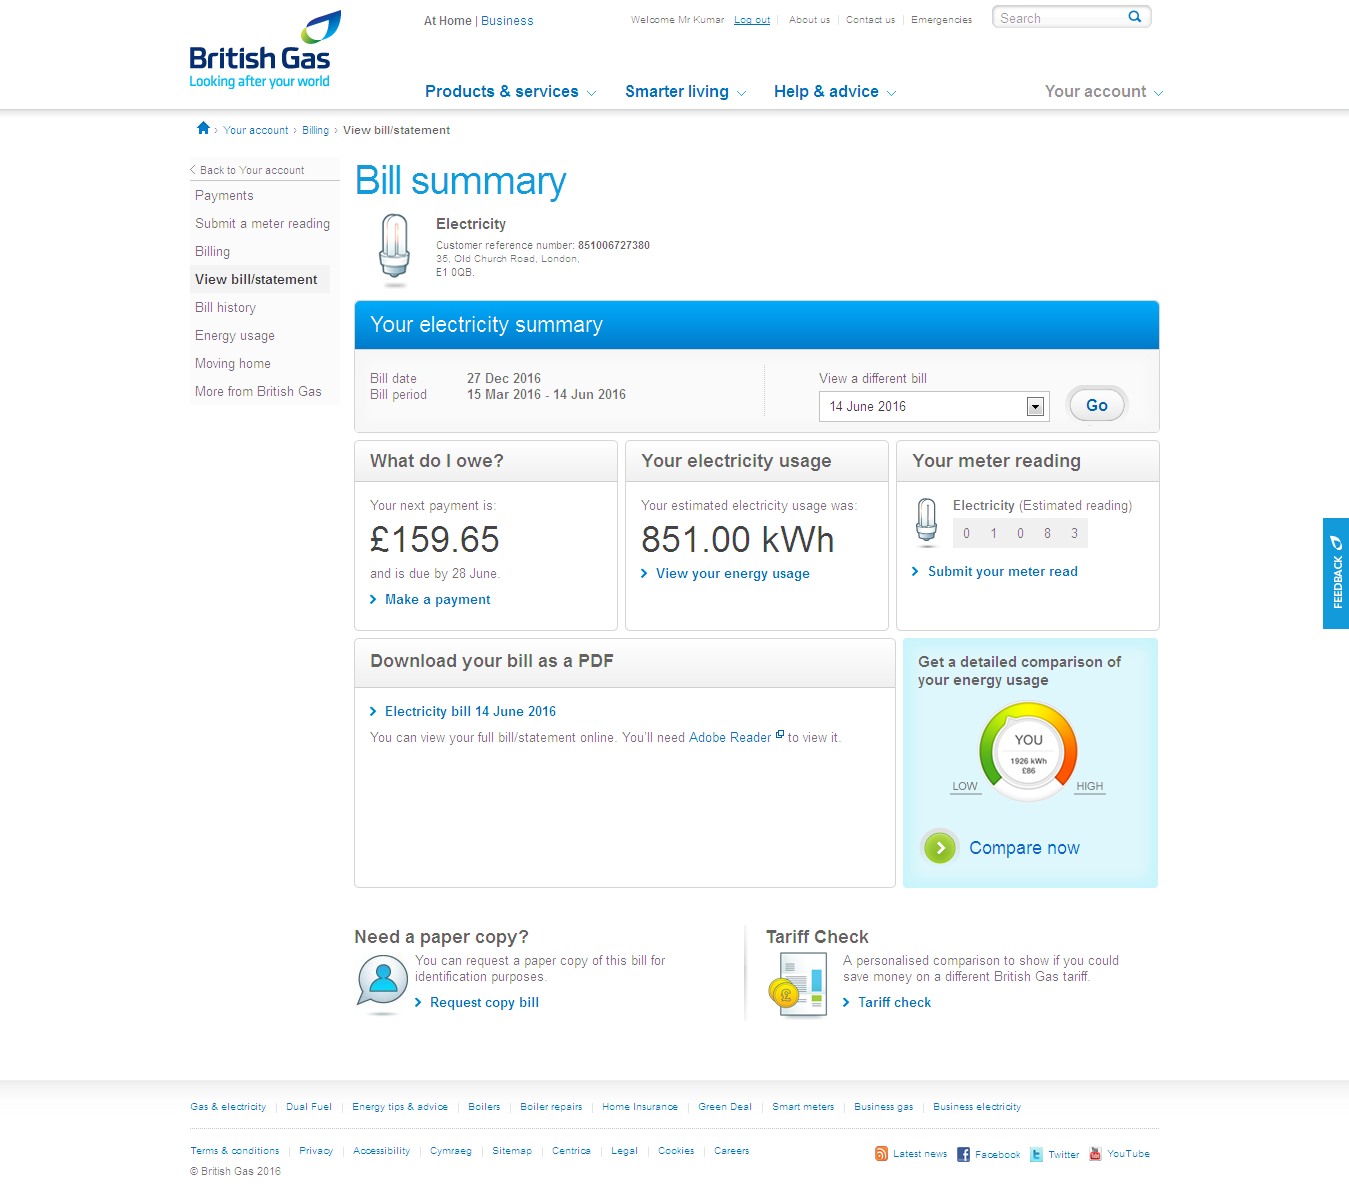 British Gas
Looking after your world
At Home | Business
Welcome Mr Kumar Log out About us Contact us Emergencies
Search
Products & services Smarter living Help & advice Your account
› Your account › Billing › View bill/statement
Back to Your account
Payments
Submit a meter reading
Billing
View bill/statement
Bill history
Energy usage
Moving home
More from British Gas
Bill summary
Electricity
Customer reference number: 851006727380
35, Old Church Road, London,
E1 0QB.
Your electricity summary
Bill date 27 Dec 2016
Bill period 15 Mar 2016 - 14 Jun 2016
View a different bill
14 June 2016
Go
What do I owe?
Your next payment is:
£159.65
and is due by 28 June.
Make a payment
Your electricity usage
Your estimated electricity usage was:
851.00 kWh
View your energy usage
Your meter reading
Electricity (Estimated reading)
0 1 0 8 3
Submit your meter read
FEEDBACK
Download your bill as a PDF
Electricity bill 14 June 2016
You can view your full bill/statement online. You'll need Adobe Reader to view it.
Get a detailed comparison of
your energy usage
YOU
1926 kWh
£86
LOW HIGH
Compare now
Need a paper copy?
You can request a paper copy of this bill for
identification purposes.
Request copy bill
Tariff Check
£
A personalised comparison to show if you could
save money on a different British Gas tariff.
Tariff check
Gas & electricity Dual Fuel Energy tips & advice Boilers Boiler repairs Home Insurance Green Deal Smart meters Business gas Business electricity
Terms & conditions Privacy Accessibility Cymraeg Sitemap Centrica Legal Cookies Careers
Latest news Facebook Twitter YouTube
© British Gas 2016